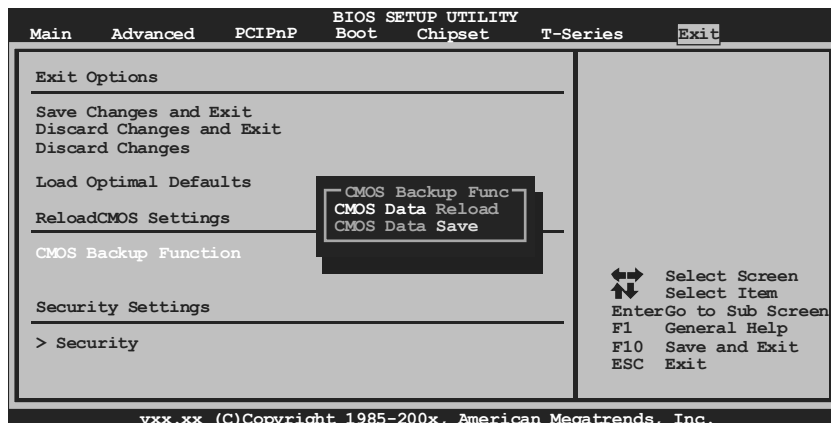 BIOS SETUP UTILITY
Main Advanced PCIPnP Boot Chipset T-Series Exit
Exit Options
Save Changes and Exit
Discard Changes and Exit
Discard Changes
Load Optimal Defaults
ReloadCMOS Settings
CMOS Backup Function
CMOS Backup Func
CMOS Data Reload
CMOS Data Save
Security Settings
> Security
Select Screen
Select Item
EnterGo to Sub Screen
F1 General Help
F10 Save and Exit
ESC Exit
vxx.xx (C)Copyright 1985-200x, American Megatrends, Inc.